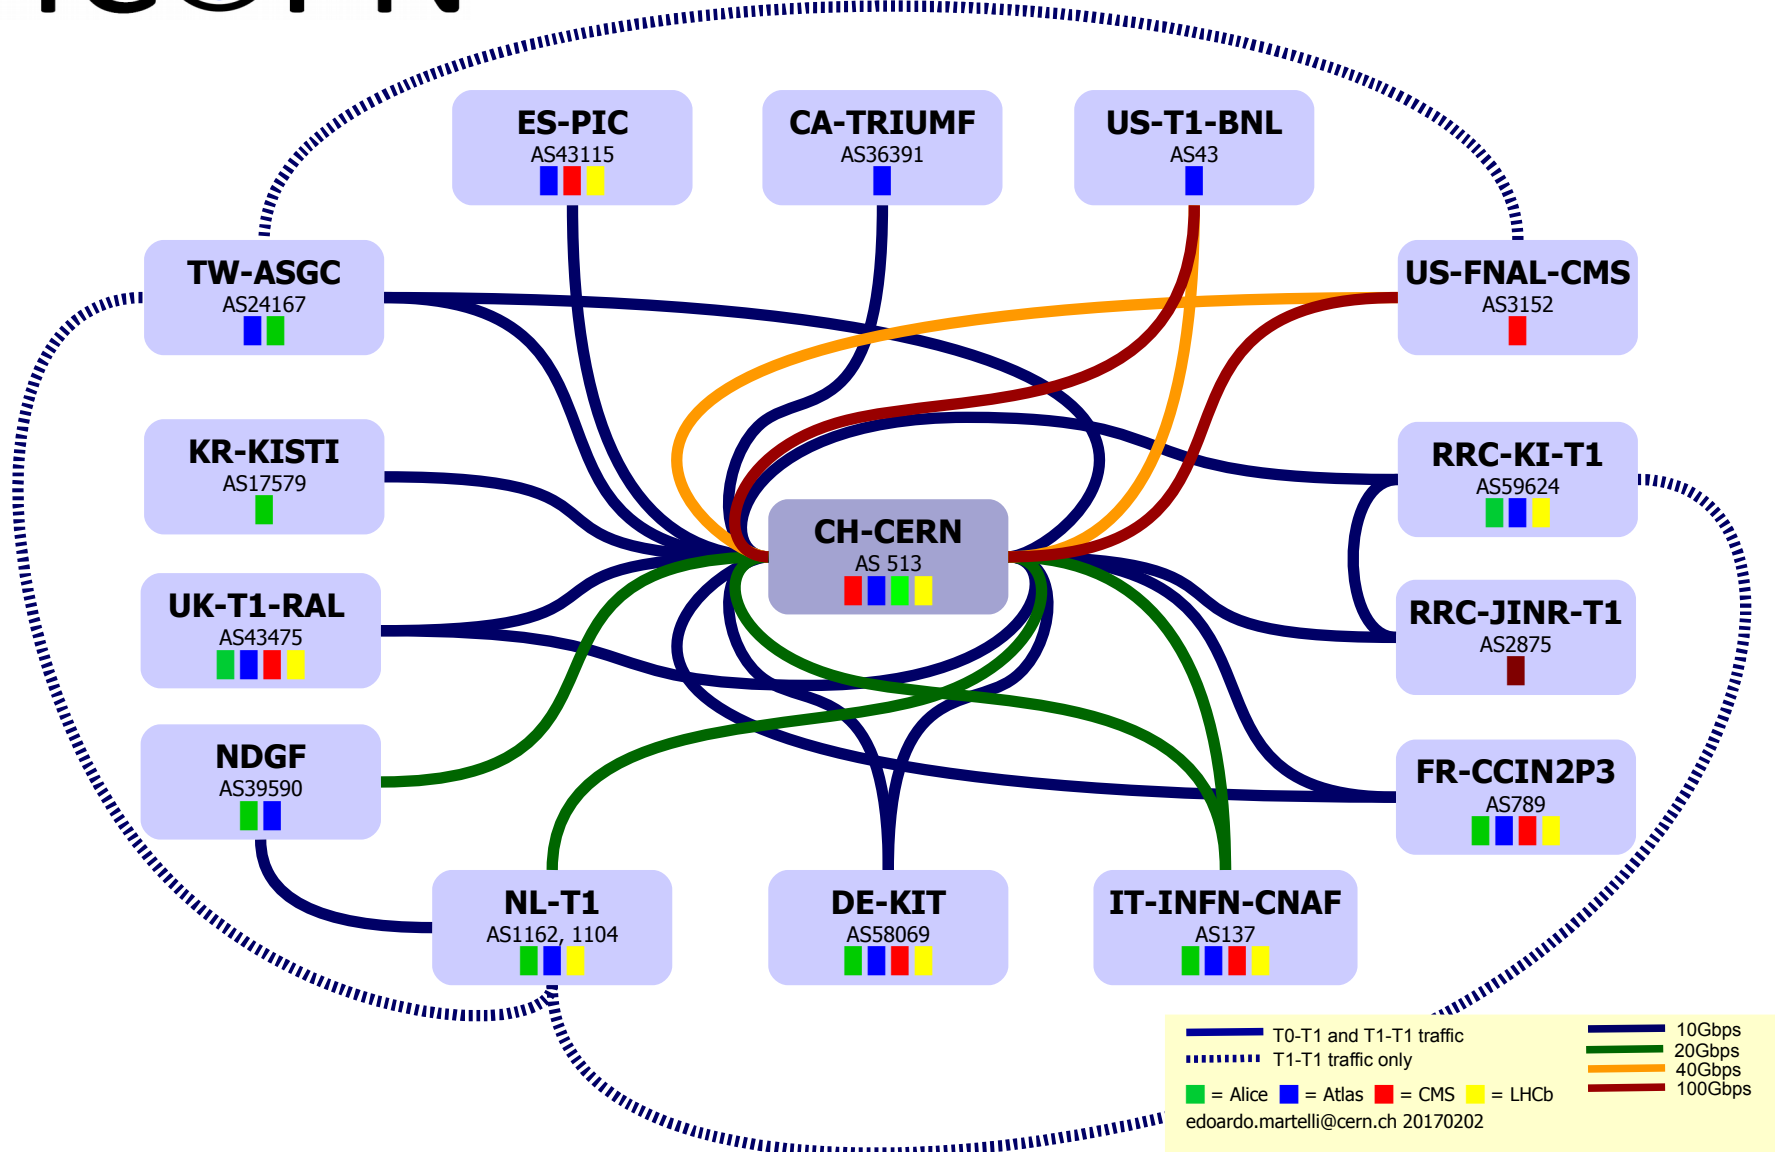 ES-PIC
AS43115
CA-TRIUMF
AS36391
US-T1-BNL
AS43
TW-ASGC
AS24167
US-FNAL-CMS
AS3152
KR-KISTI
AS17579
RRC-KI-T1
AS59624
CH-CERN
AS 513
UK-T1-RAL
AS43475
RRC-JINR-T1
AS2875
NDGF
AS39590
FR-CCIN2P3
AS789
NL-T1
AS1162, 1104
DE-KIT
AS58069
IT-INFN-CNAF
AS137
T0-T1 and T1-T1 traffic
T1-T1 traffic only
= Alice = Atlas = CMS = LHCb
edoardo.martelli@cern.ch 20170202
10Gbps
20Gbps
40Gbps
100Gbps